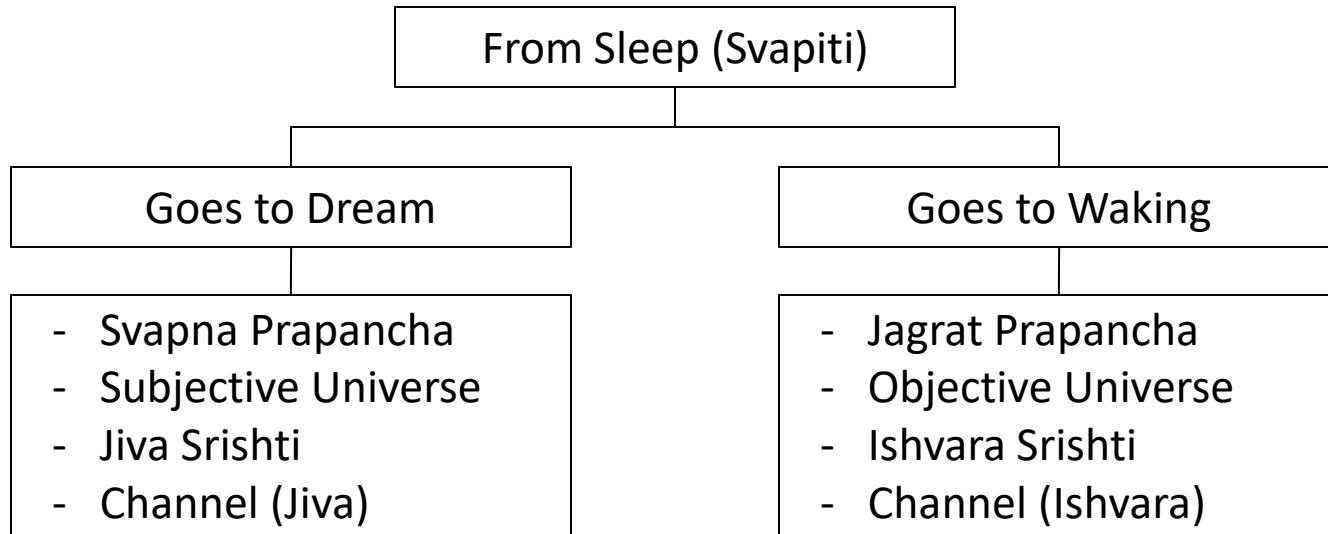 From Sleep (Svapiti)
Goes to Dream
Goes to Waking
- Svapna Prapancha
- Subjective Universe
- Jiva Srishti
- Channel (Jiva)
- Jagrat Prapancha
- Objective Universe
- Ishvara Srishti
- Channel (Ishvara)